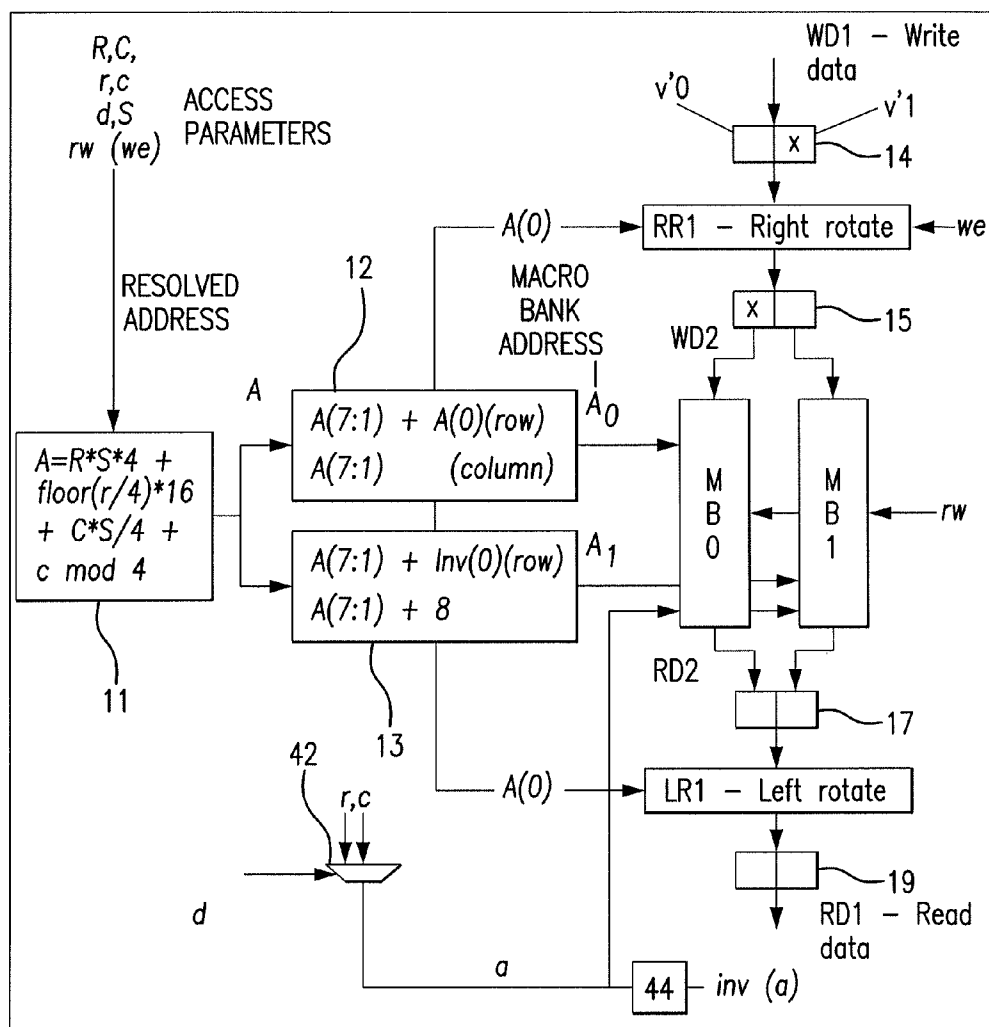 R,C,
r,c
d,S
rw (we)
ACCESS
PARAMETERS
WD1 – Write
data
v'0
v'1
x
14
A(0)
RR1 – Right rotate
we
12
RESOLVED
ADDRESS
MACRO
BANK
ADDRESS
x
15
WD2
A
A(7:1) + A(0)(row)
A(7:1) (column)
A0
A=R*S*4 +
floor(r/4)*16
+ C*S/4 +
c mod 4
11
A(7:1) + Inv(0)(row)
A(7:1) + 8
A1
13
M
B
0
M
B
1
rw
RD2
17
42
r,c
A(0)
LR1 – Left rotate
19
d
RD1 – Read
data
a
44
inv (a)